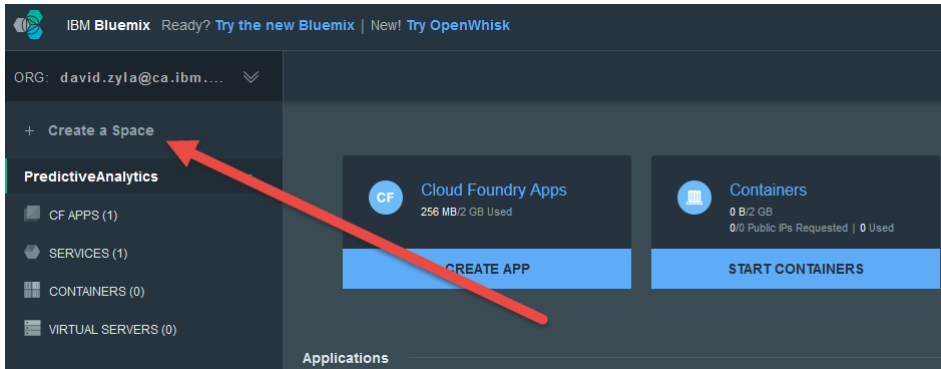 IBM Bluemix Ready? Try the new Bluemix | New! Try OpenWhisk
ORG: david.zyla@ca.ibm....
+ Create a Space
PredictiveAnalytics
CF APPS (1)
SERVICES (1)
CONTAINERS (0)
VIRTUAL SERVERS (0)
CF
Cloud Foundry Apps
256 MB/2 GB Used
CREATE APP
Containers
0 B/2 GB
0/0 Public IPs Requested | 0 Used
START CONTAINERS
Applications